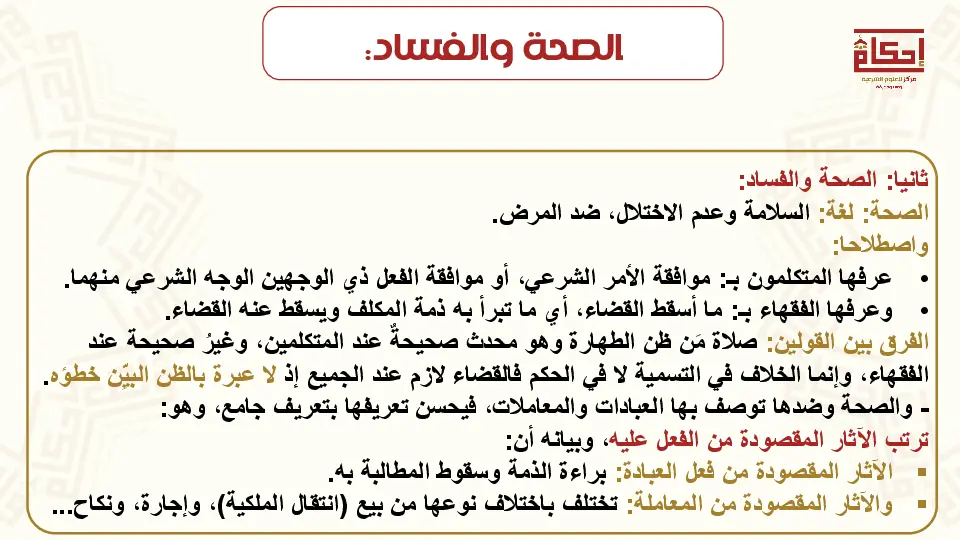 الصحة والفساد:
إحكام
مركز للعلوم الشرعية
ثانيا: الصحة والفساد:
الصحة: لغة: السلامة وعدم الاختلال، ضد المرض.
واصطلاحا:
• عرفها المتكلمون بـ: موافقة الأمر الشرعي، أو موافقة الفعل ذي الوجهين الوجه الشرعي منهما.
• وعرفها الفقهاء بـ: ما أسقط القضاء، أي ما تبرأ به ذمة المكلف ويسقط عنه القضاء.
الفرق بين القولين: صلاة مَن ظن الطهارة وهو محدث صحيحةٌ عند المتكلمين، وغيرُ صحيحة عند
الفقهاء، وإنما الخلاف في التسمية لا في الحكم فالقضاء لازم عند الجميع إذ لا عبرة بالظن البيّن خطؤه.
- والصحة وضدها توصف بها العبادات والمعاملات، فيحسن تعريفها بتعريف جامع، وهو:
ترتب الآثار المقصودة من الفعل عليه، وبيانه أن:
▪ الآثار المقصودة من فعل العبادة: براءة الذمة وسقوط المطالبة به.
▪ والآثار المقصودة من المعاملة: تختلف باختلاف نوعها من بيع (انتقال الملكية)، وإجارة، ونكاح...